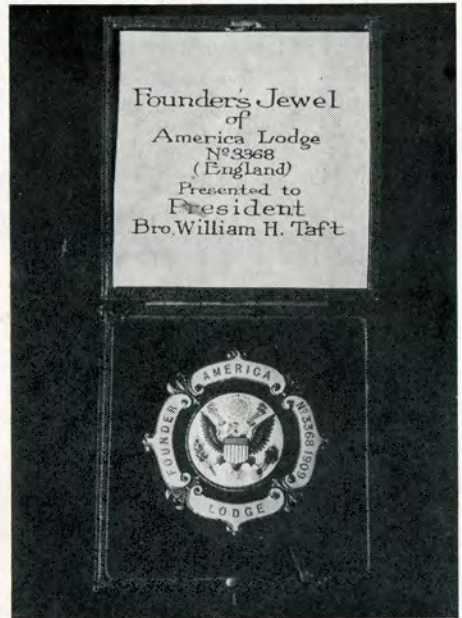 Founder's Jewel
of
America Lodge
Nº 3368
(England)
Presented to
President
Bro. William H. Taft
FOUNDER
AMERICA
Nº 3368 1909
LODGE